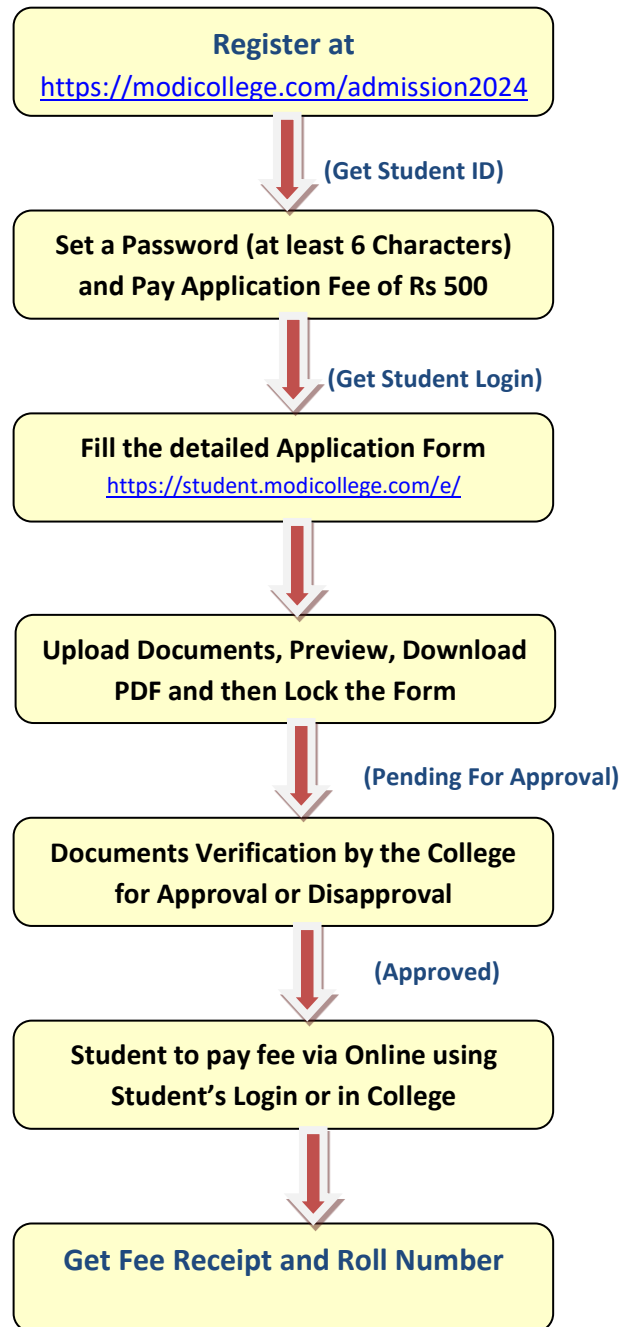 Register at
https://modicollege.com/admission2024
(Get Student ID)
Set a Password (at least 6 Characters)
and Pay Application Fee of Rs 500
(Get Student Login)
Fill the detailed Application Form
https://student.modicollege.com/e/
Upload Documents, Preview, Download
PDF and then Lock the Form
(Pending For Approval)
Documents Verification by the College
for Approval or Disapproval
(Approved)
Student to pay fee via Online using
Student’s Login or in College
Get Fee Receipt and Roll Number